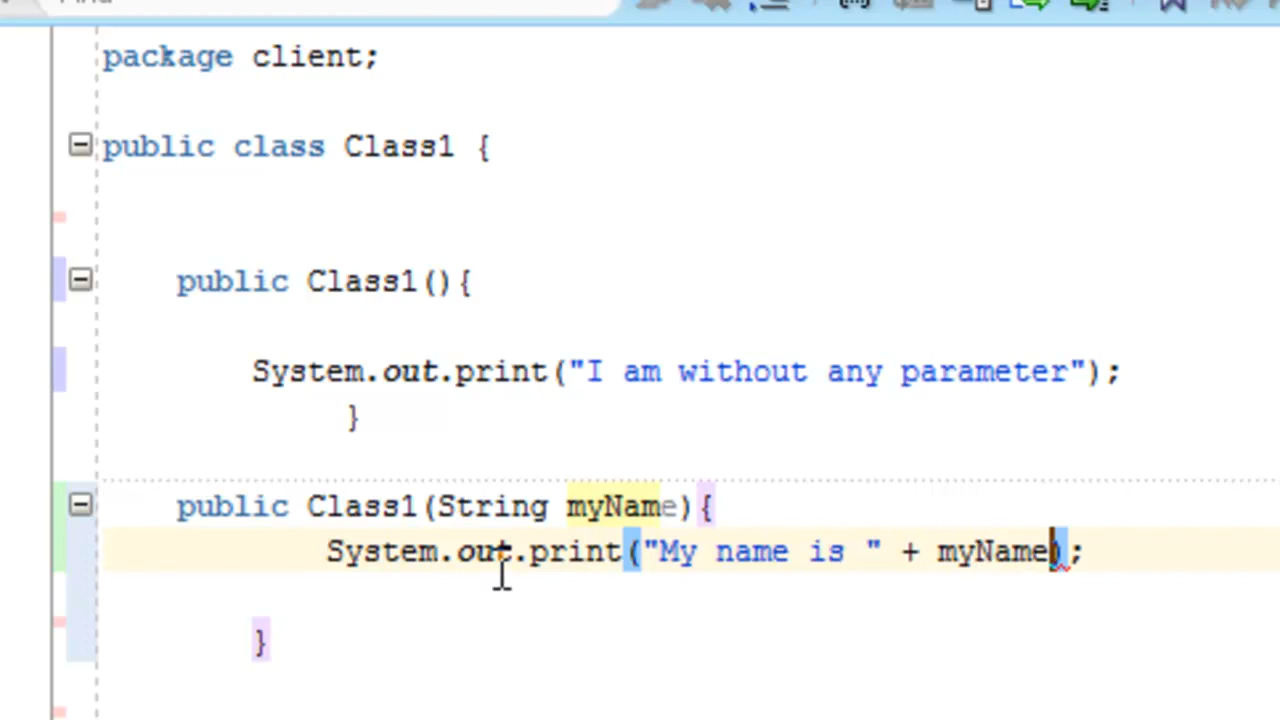 package client;
public class Class1 {
public Class1(){
System.out.print("I am without any parameter");
}
public Class1(String myName){
System.out.print("My name is " + myName);
}